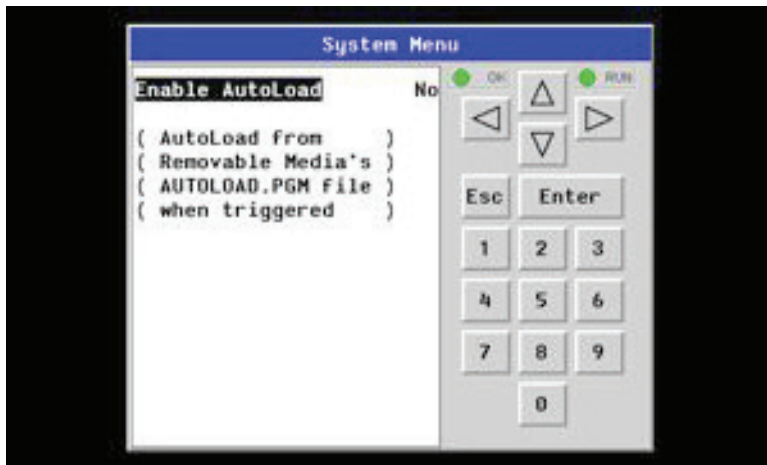 System Menu
Enable AutoLoad No
( AutoLoad from )
( Removable Media's )
( AUTOLOAD.PGM file )
( when triggered )
OK RUN
Esc Enter
1 2 3
4 5 6
7 8 9
0